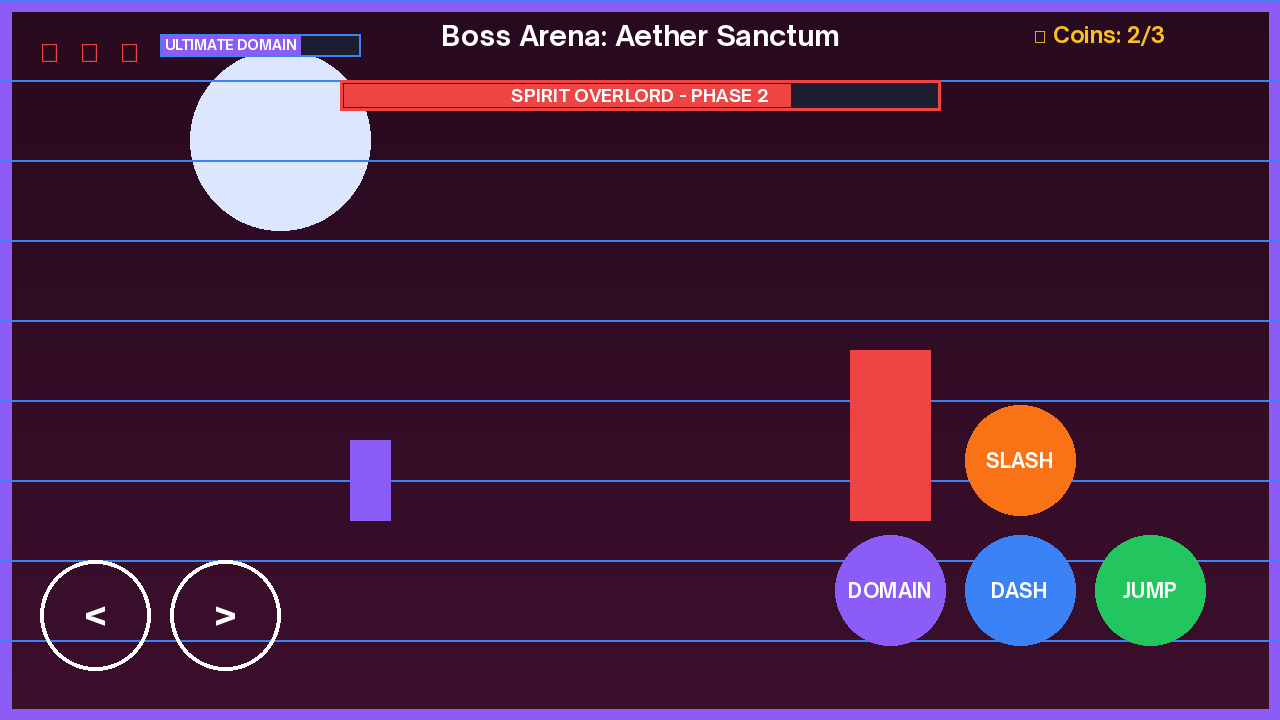 Boss Arena: Aether Sanctum
ULTIMATE DOMAIN
Coins: 2/3
SPIRIT OVERLORD - PHASE 2
SLASH
DOMAIN
DASH
JUMP
<
>